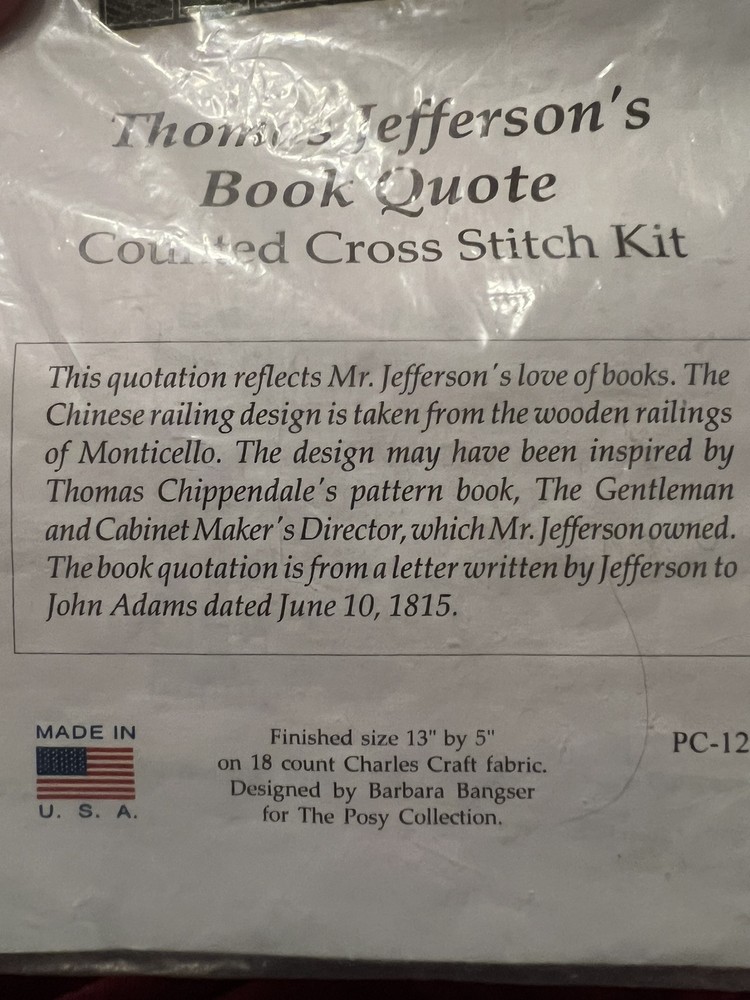 Thomas Jefferson's
Book Quote
Counted Cross Stitch Kit
This quotation reflects Mr. Jefferson's love of books. The
Chinese railing design is taken from the wooden railings
of Monticello. The design may have been inspired by
Thomas Chippendale's pattern book, The Gentleman
and Cabinet Maker's Director, which Mr. Jefferson owned.
The book quotation is from a letter written by Jefferson to
John Adams dated June 10, 1815.
MADE IN
U. S. A.
Finished size 13" by 5"
on 18 count Charles Craft fabric.
Designed by Barbara Bangser
for The Posy Collection.
PC-12